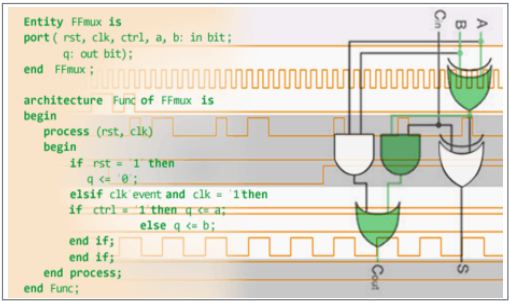 Entity FFmux is
port ( rst, clk, ctrl, a, b: in bit;
q: out bit);
end FFmux ;
architecture Func of FFmux is
begin
process (rst, clk)
begin
if rst = '1' then
q <= '0';
elsif clk'event and clk = '1then
if ctrl = '1'then q <= a;
else q <= b;
end if;
end if;
end process;
end Func;
Cin
B
A
Cout
S